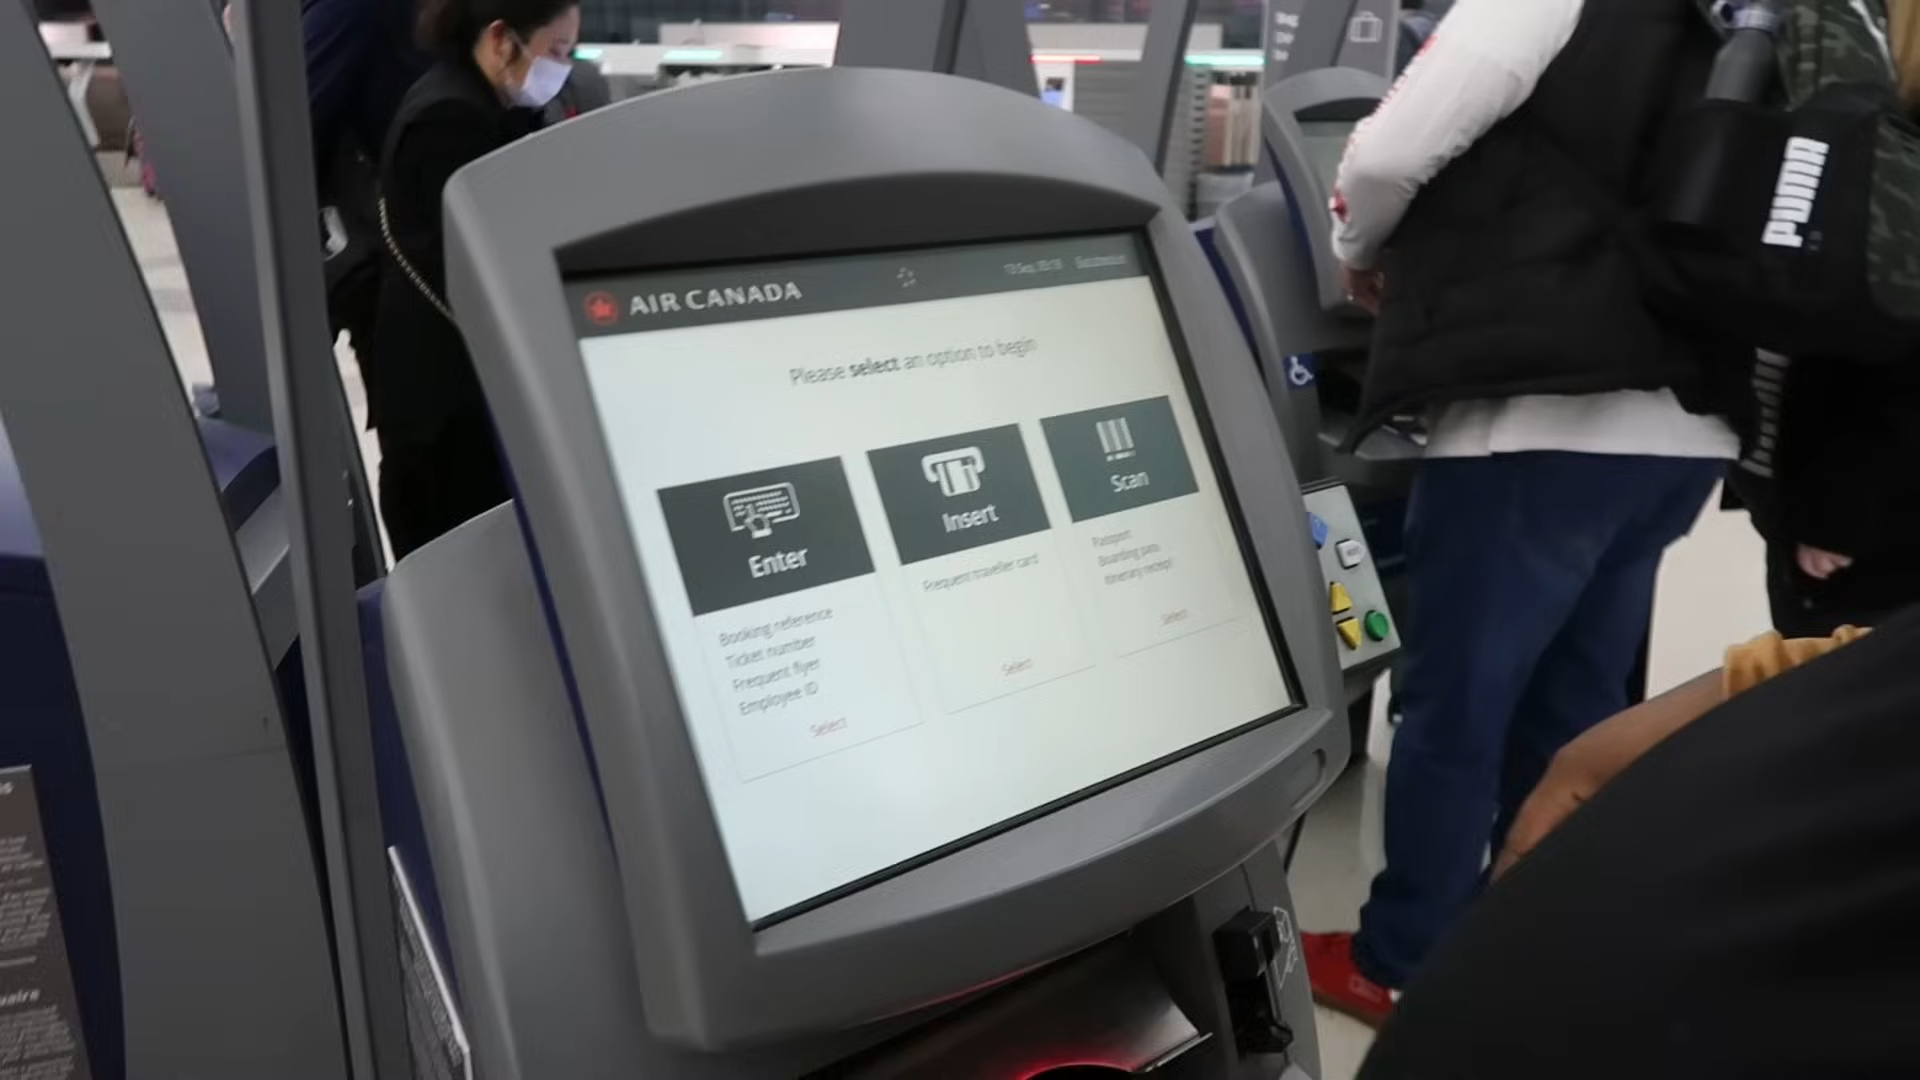 AIR CANADA
Please select an option to begin
Enter
Booking reference
Ticket number
Frequent flyer
Employee ID
Select
Insert
Frequent traveller card
Select
Scan
Passport
Boarding pass
Itinerary receipt
Select
PUMA